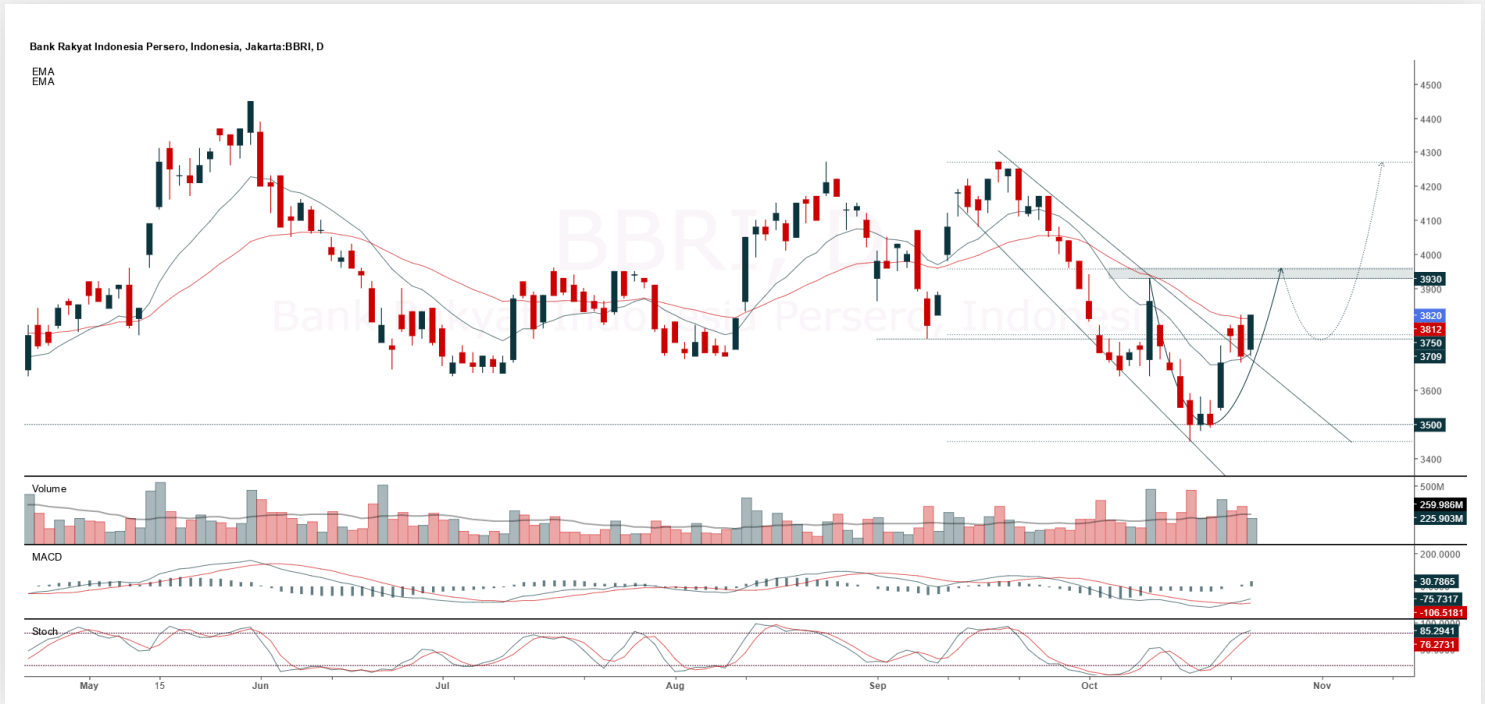 Bank Rakyat Indonesia Persero, Indonesia, Jakarta:BBRI, D
EMA
EMA
BBRI, D
Bank Rakyat Indonesia Persero, Indonesia
4500
4400
4300
4200
4100
4000
3930
3900
3820
3812
3750
3709
3600
3500
3400
Volume
500M
259.986M
225.903M
MACD
200.0000
30.7865
-75.7317
-106.5181
Stoch
85.2941
76.2731
May
15
Jun
Jul
Aug
Sep
Oct
Nov